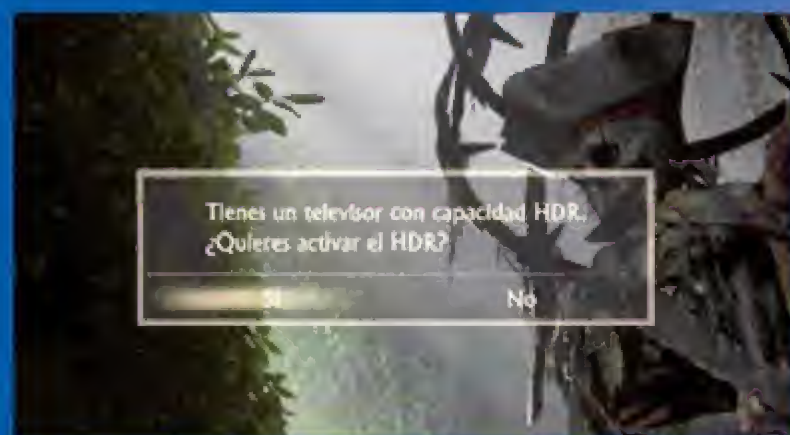 Tienes un televisor con capacidad HDR.
¿Quieres activar el HDR?
Sí No